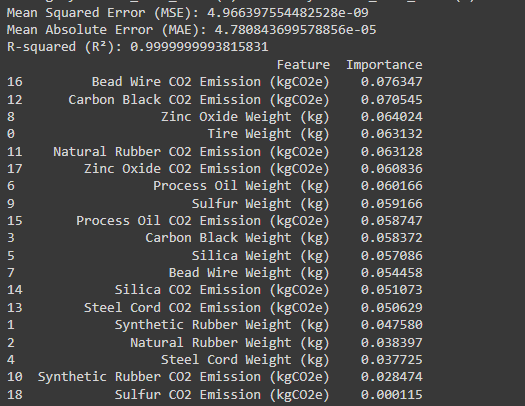 Mean Squared Error (MSE): 4.966397554482528e-09
Mean Absolute Error (MAE): 4.780843699578856e-05
R-squared (R²): 0.9999999993815831
Feature Importance
16 Bead Wire CO2 Emission (kgCO2e) 0.076347
12 Carbon Black CO2 Emission (kgCO2e) 0.070545
8 Zinc Oxide Weight (kg) 0.064024
0 Tire Weight (kg) 0.063132
11 Natural Rubber CO2 Emission (kgCO2e) 0.063128
17 Zinc Oxide CO2 Emission (kgCO2e) 0.060836
6 Process Oil Weight (kg) 0.060166
9 Sulfur Weight (kg) 0.059166
15 Process Oil CO2 Emission (kgCO2e) 0.058747
3 Carbon Black Weight (kg) 0.058372
5 Silica Weight (kg) 0.057086
7 Bead Wire Weight (kg) 0.054458
14 Silica CO2 Emission (kgCO2e) 0.051073
13 Steel Cord CO2 Emission (kgCO2e) 0.050629
1 Synthetic Rubber Weight (kg) 0.047580
2 Natural Rubber Weight (kg) 0.038397
4 Steel Cord Weight (kg) 0.037725
10 Synthetic Rubber CO2 Emission (kgCO2e) 0.028474
18 Sulfur CO2 Emission (kgCO2e) 0.000115